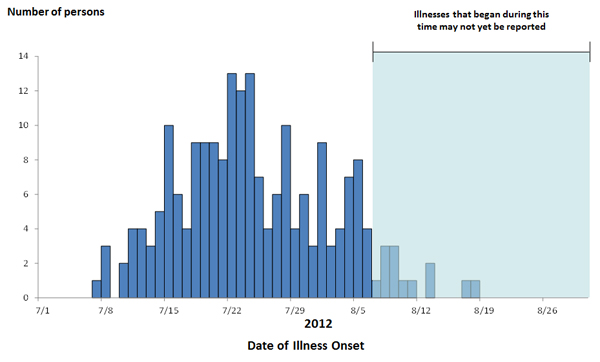 Number of persons
Illnesses that began during this
time may not yet be reported
14
12
10
8
6
4
2
0
7/1 7/8 7/15 7/22 7/29 8/5 8/12 8/19 8/26
2012
Date of Illness Onset